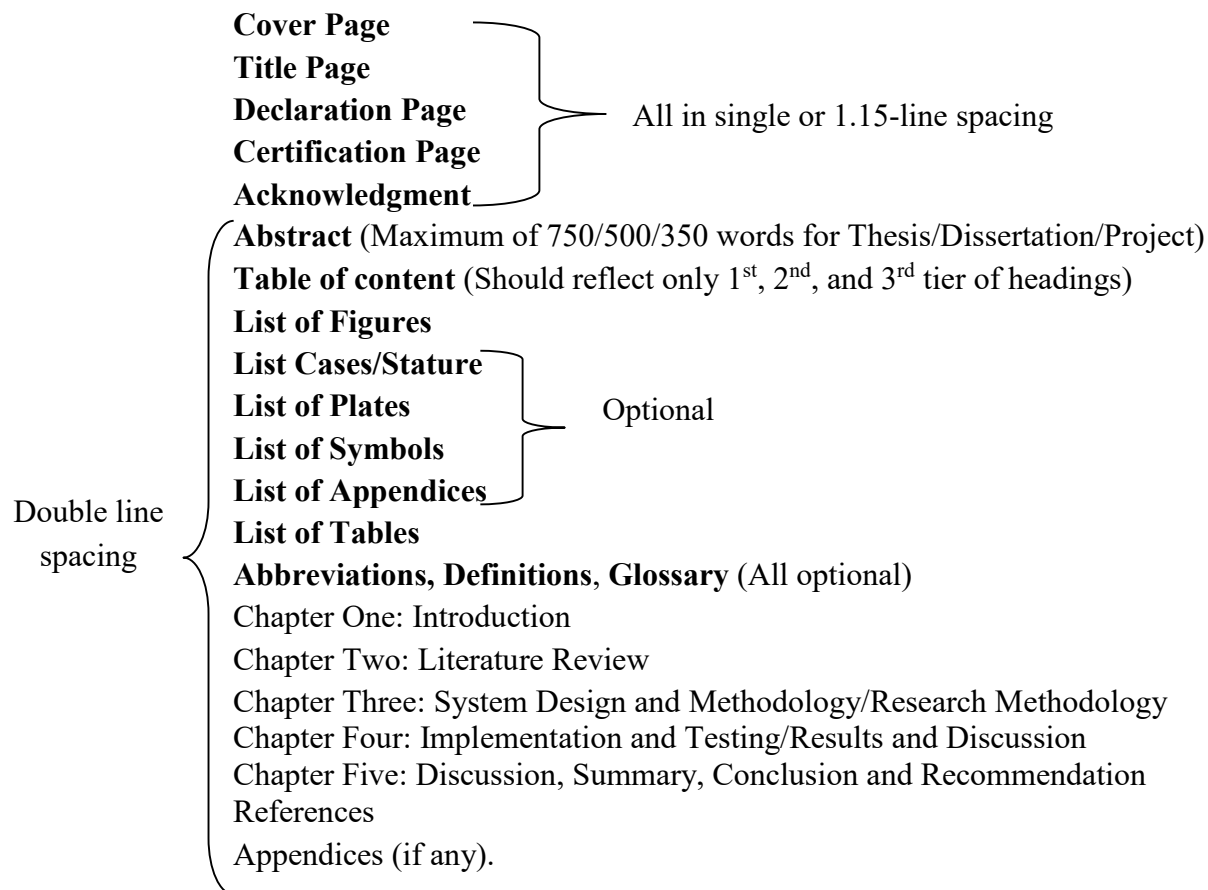 Cover Page
Title Page
Declaration Page
All in single or 1.15-line spacing
Certification Page
Acknowledgment
Abstract (Maximum of 750/500/350 words for Thesis/Dissertation/Project)
Table of content (Should reflect only 1st, 2nd, and 3rd tier of headings)
List of Figures
List Cases/Stature
List of Plates
Optional
List of Symbols
List of Appendices
Double line
spacing
List of Tables
Abbreviations, Definitions, Glossary (All optional)
Chapter One: Introduction
Chapter Two: Literature Review
Chapter Three: System Design and Methodology/Research Methodology
Chapter Four: Implementation and Testing/Results and Discussion
Chapter Five: Discussion, Summary, Conclusion and Recommendation
References
Appendices (if any).